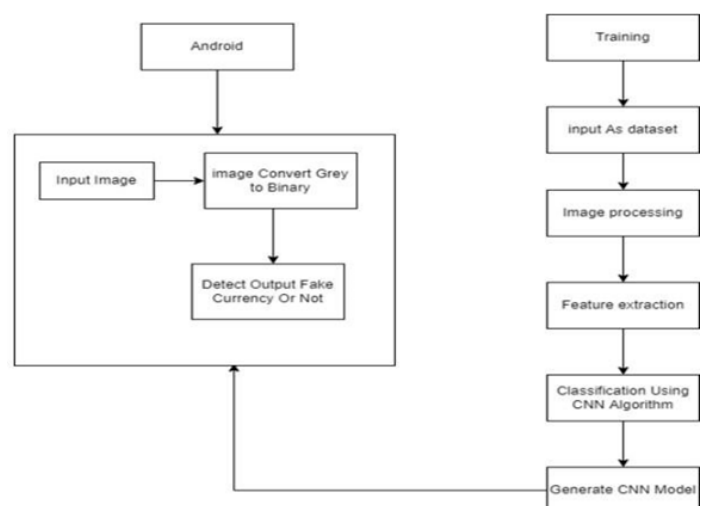 Android
Input Image
image Convert Grey
to Binary
Detect Output Fake
Currency Or Not
Training
input As dataset
Image processing
Feature extraction
Classification Using
CNN Algorithm
Generate CNN Model